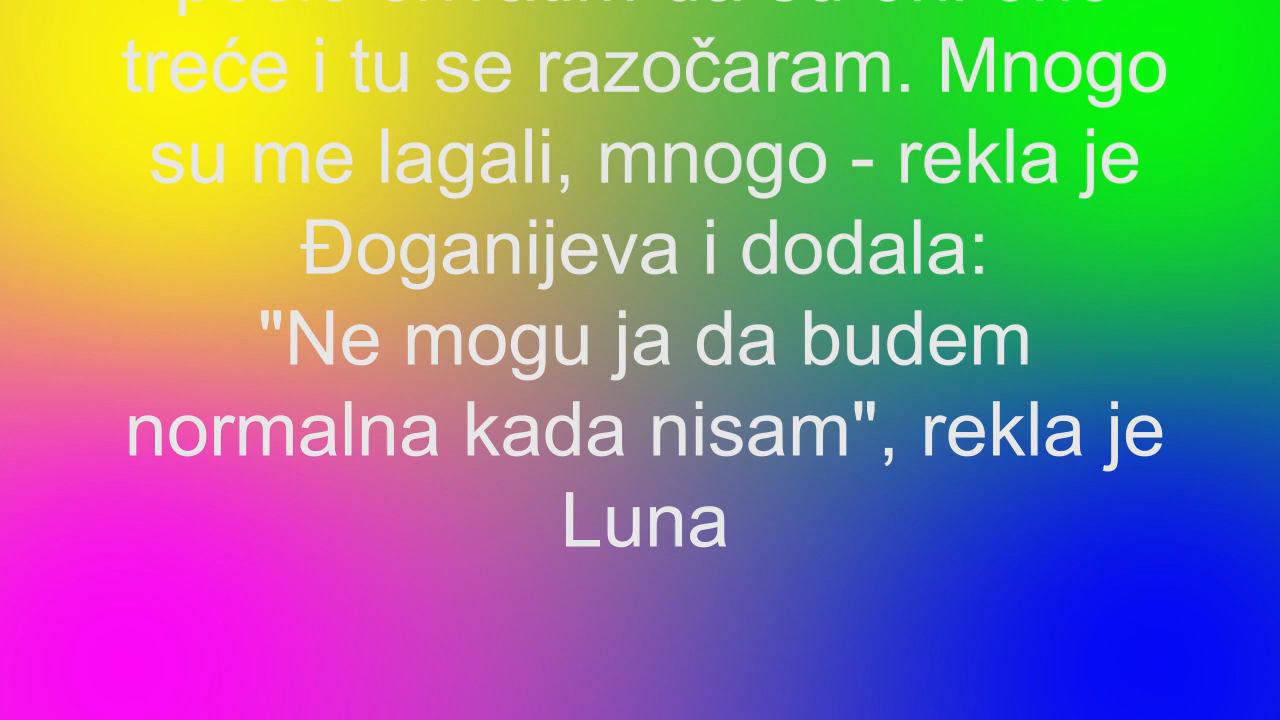 treće i tu se razočaram. Mnogo
su me lagali, mnogo - rekla je
Đoganijeva i dodala:
"Ne mogu ja da budem
normalna kada nisam", rekla je
Luna